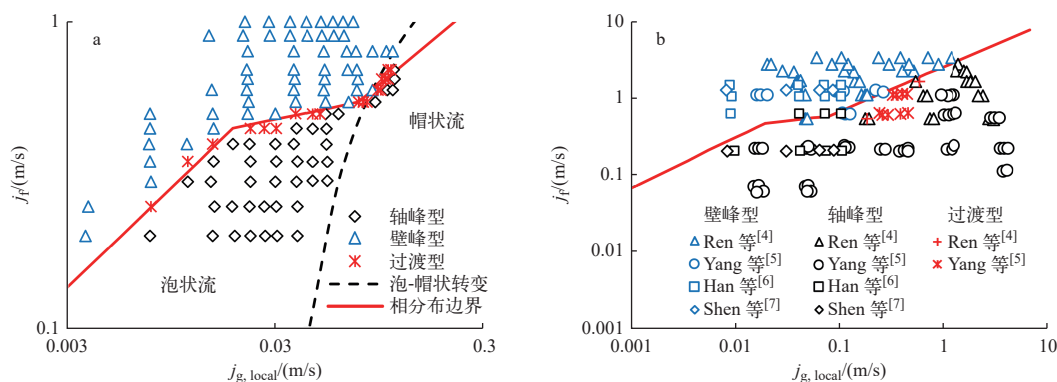 1
a
帽状流
j_f/(m/s)
轴峰型
壁峰型
过渡型
泡-帽状转变
相分布边界
泡状流
0.1
0.003
0.03
0.3
j_g, local/(m/s)
10
b
1
j_f/(m/s)
0.1
0.01
0.001
壁峰型
轴峰型
过渡型
Ren 等[4]
Ren 等[4]
Ren 等[4]
Yang 等[5]
Yang 等[5]
Yang 等[5]
Han 等[6]
Han 等[6]
Shen 等[7]
Shen 等[7]
0.001
0.01
0.1
1
10
j_g, local/(m/s)